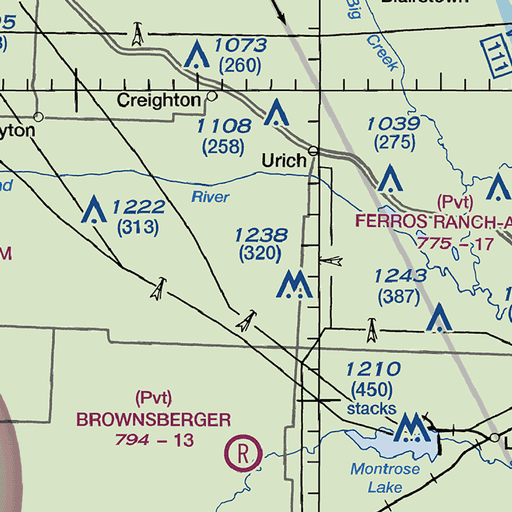 Blairstown
Big
Creek
111
1073
(260)
Creighton
1108
(258)
Urich
1039
(275)
River
(Pvt)
FERROS RANCH-A
775 - 17
1222
(313)
1238
(320)
M
1243
(387)
1210
(450)
stacks
(Pvt)
BROWNSBERGER
794 - 13
R
L
Montrose
Lake